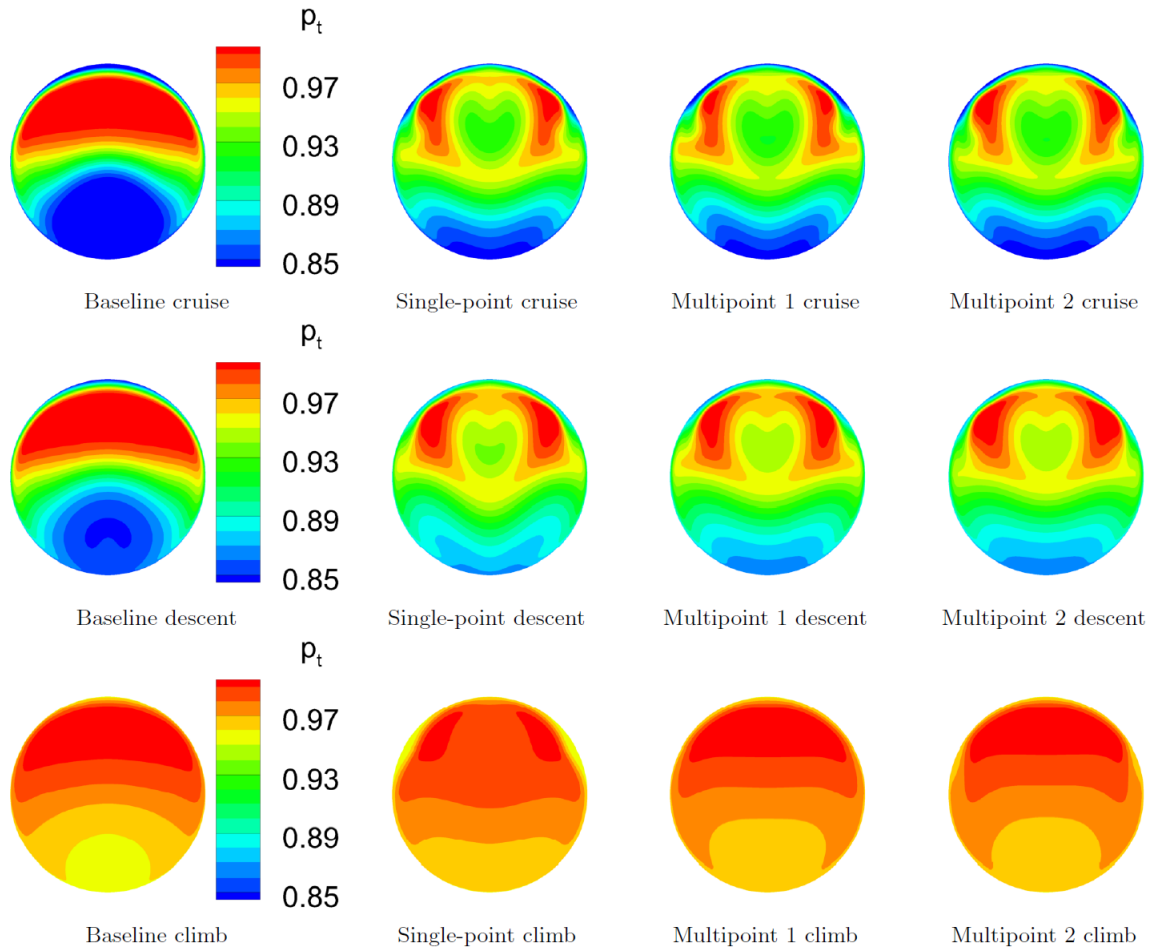 p_t
0.97
0.93
0.89
0.85
Baseline cruise Single-point cruise Multipoint 1 cruise Multipoint 2 cruise
p_t
0.97
0.93
0.89
0.85
Baseline descent Single-point descent Multipoint 1 descent Multipoint 2 descent
p_t
0.97
0.93
0.89
0.85
Baseline climb Single-point climb Multipoint 1 climb Multipoint 2 climb